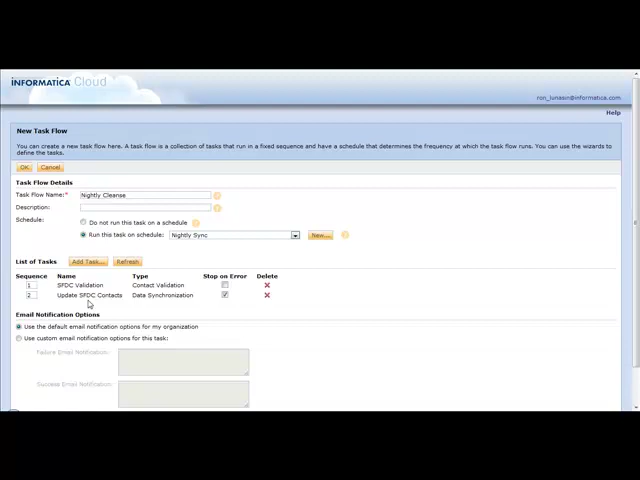 INFORMATICA Cloud
ron_lunasin@informatica.com
Help
New Task Flow
You can create a new task flow here. A task flow is a collection of tasks that run in a fixed sequence and have a schedule that determines the frequency at which the task flow runs. You can use the wizards to
define the tasks.
OK Cancel
Task Flow Details
Task Flow Name:* Nightly Cleanse
Description:
Schedule: Do not run this task on a schedule
Run this task on schedule: Nightly Sync New...
List of Tasks Add Task... Refresh
Sequence Name Type Stop on Error Delete
1 SFDC Validation Contact Validation
2 Update SFDC Contacts Data Synchronization
Email Notification Options
Use the default email notification options for my organization
Use custom email notification options for this task:
Failure Email Notification:
Success Email Notification: